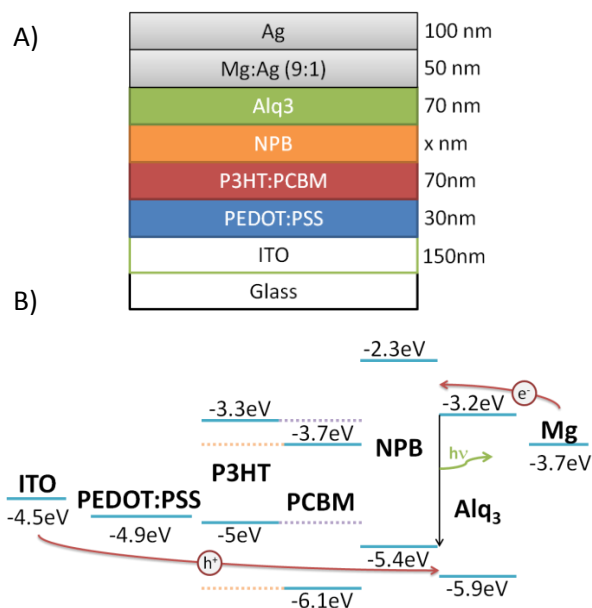 A)
Ag 100 nm
Mg:Ag (9:1) 50 nm
Alq3 70 nm
NPB x nm
P3HT:PCBM 70nm
PEDOT:PSS 30nm
ITO 150nm
Glass
B)
-2.3eV
e-
-3.3eV -3.2eV
-3.7eV NPB Mg
hν -3.7eV
P3HT
ITO PEDOT:PSS PCBM Alq3
-4.5eV -4.9eV -5eV
-5.4eV
h+ -5.9eV
-6.1eV